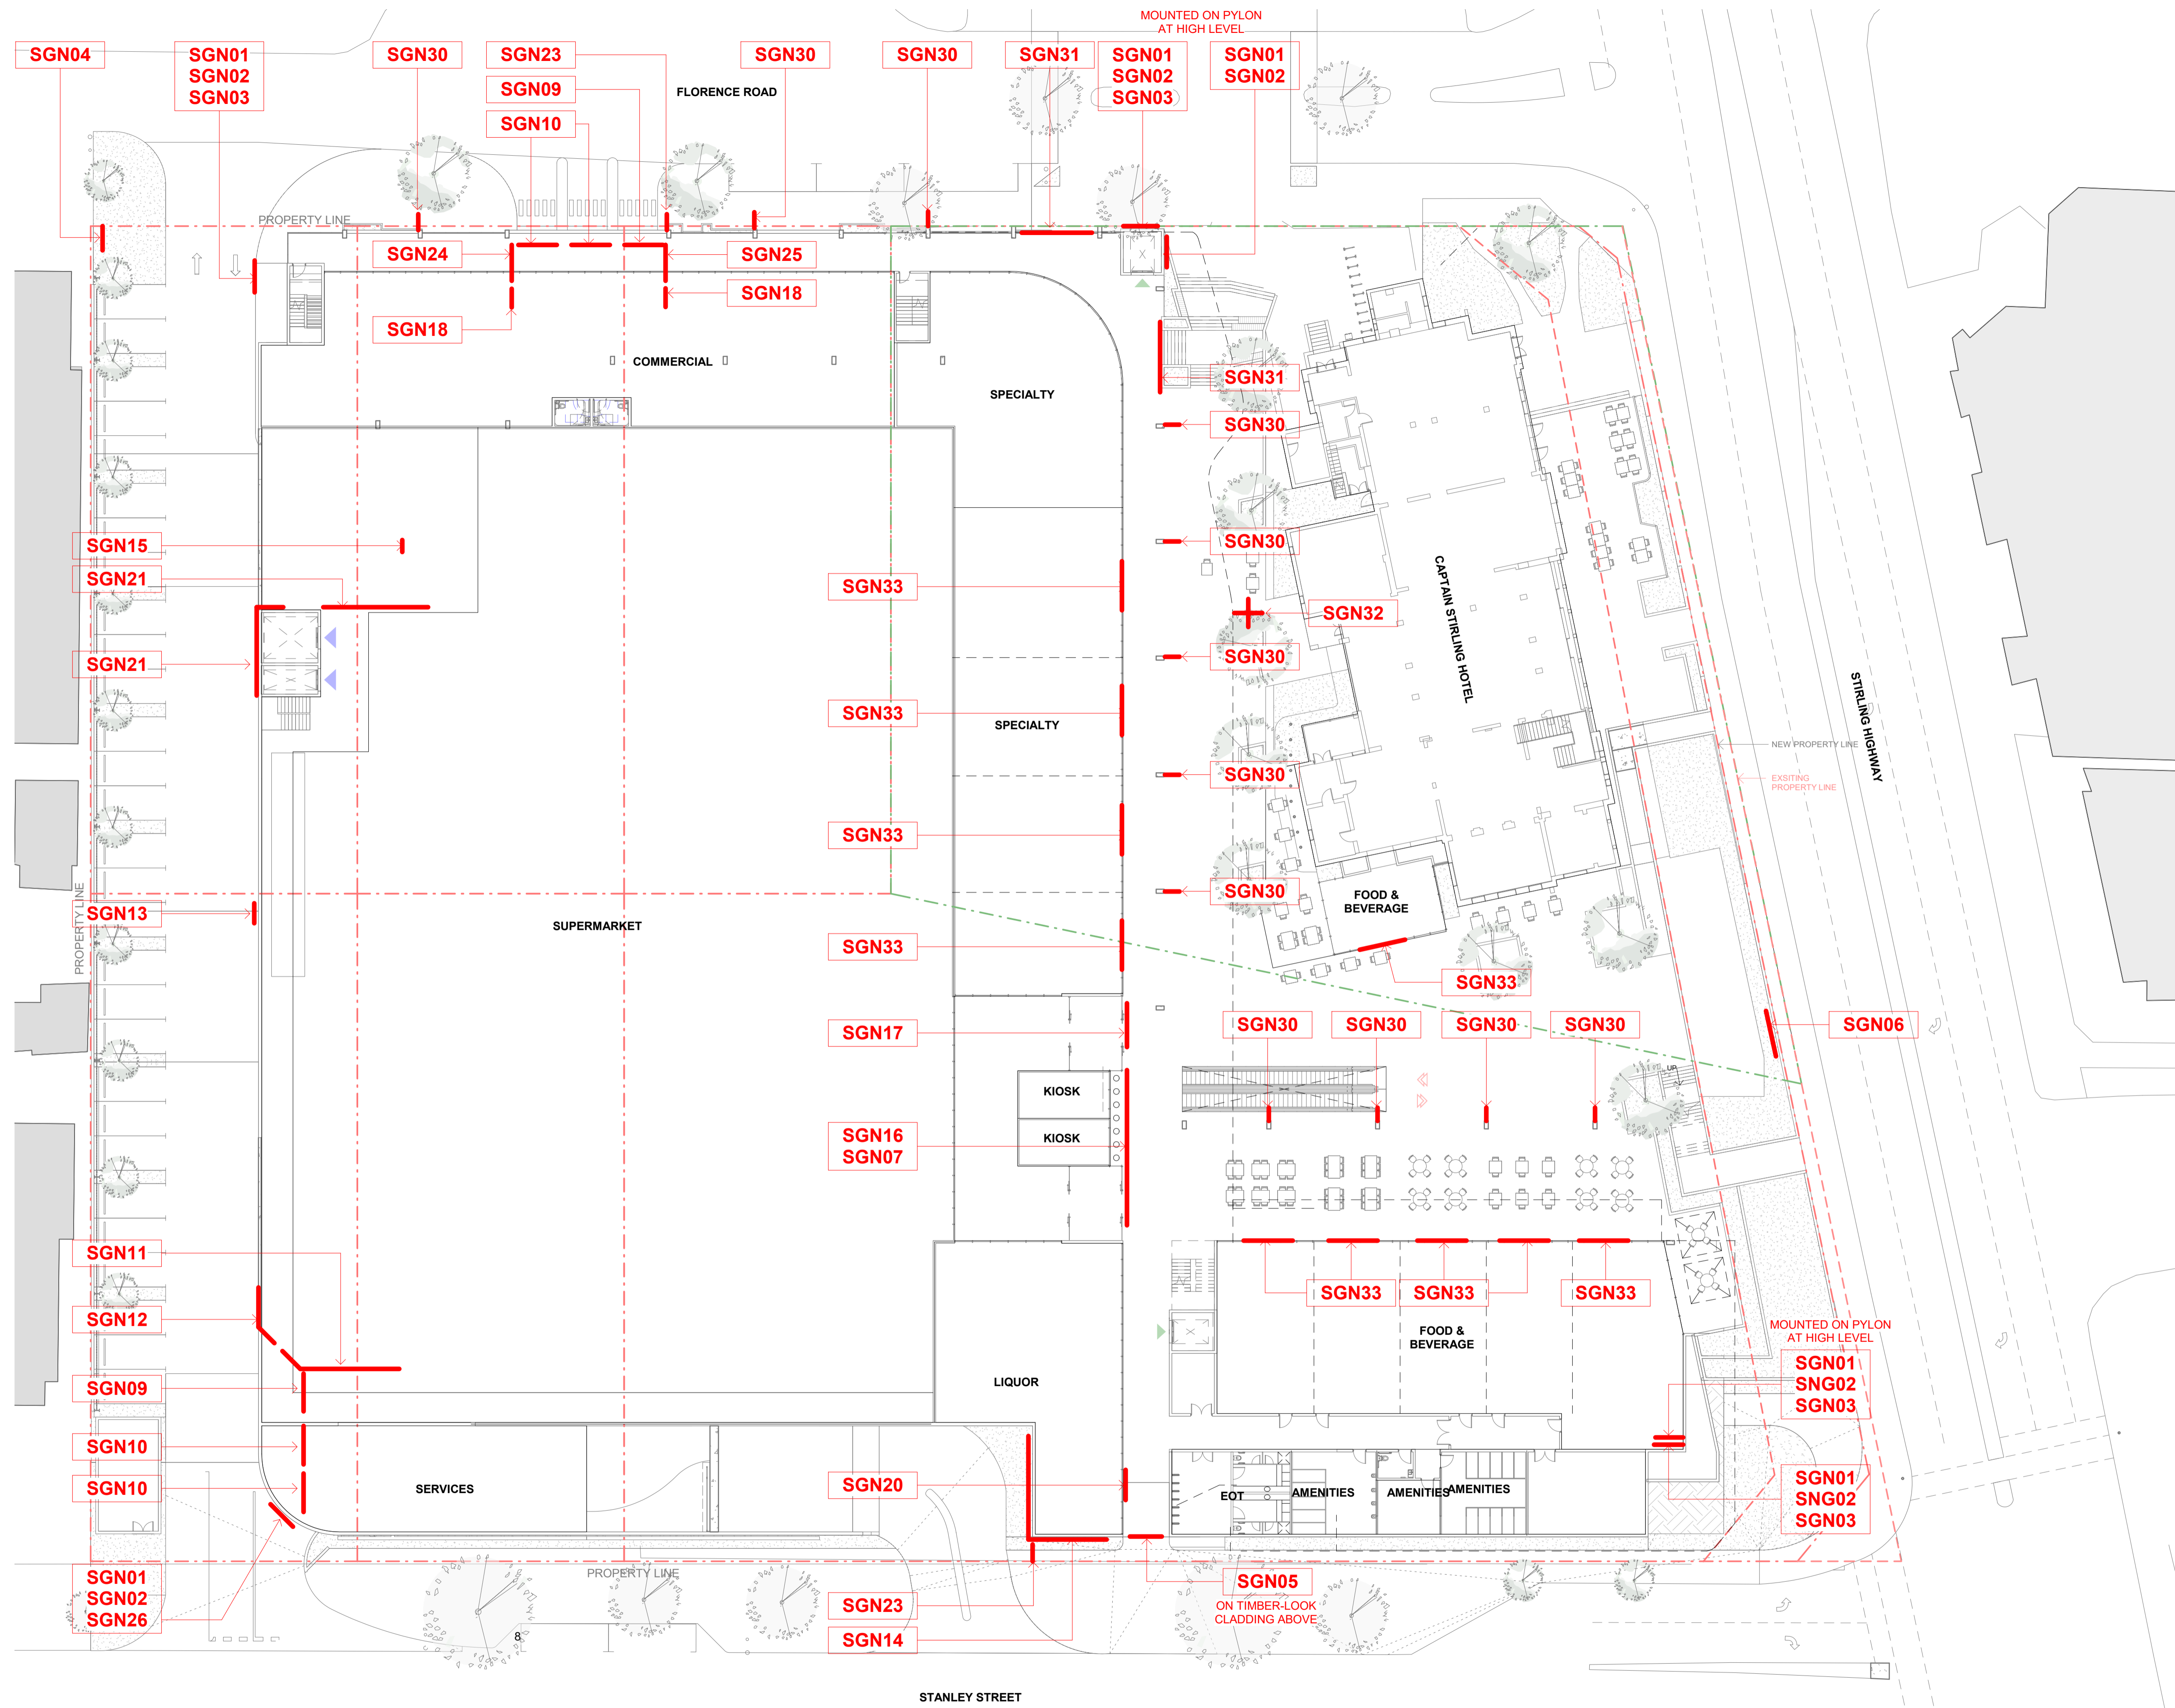 MOUNTED ON PYLON
AT HIGH LEVEL
SGN04
SGN01
SGN02
SGN03
SGN30
SGN23
SGN09
SGN10
FLORENCE ROAD
SGN30
SGN30
SGN31
SGN01
SGN02
SGN03
SGN01
SGN02
PROPERTY LINE
SGN24
SGN25
SGN18
SGN18
COMMERCIAL
SPECIALTY
SGN31
SGN30
SGN15
SGN21
SGN21
SGN33
SGN30
SGN32
SGN30
CAPTAIN STIRLING HOTEL
STIRLING HIGHWAY
SGN33
SPECIALTY
SGN30
NEW PROPERTY LINE
EXSITING
PROPERTY LINE
SGN33
SGN30
FOOD &
BEVERAGE
PROPERTY LINE
SGN13
SUPERMARKET
SGN33
SGN33
SGN17
SGN30
SGN30
SGN30
SGN30
SGN06
UP
KIOSK
KIOSK
SGN16
SGN07
SGN11
SGN12
SGN33
SGN33
SGN33
FOOD &
BEVERAGE
MOUNTED ON PYLON
AT HIGH LEVEL
SGN01
SNG02
SGN03
SGN09
LIQUOR
SGN10
SGN10
SERVICES
SGN20
EOT
AMENITIES
AMENITIES
AMENITIES
SGN01
SNG02
SGN03
SGN01
SGN02
SGN26
PROPERTY LINE
8
SGN23
SGN14
SGN05
ON TIMBER-LOOK
CLADDING ABOVE
STANLEY STREET